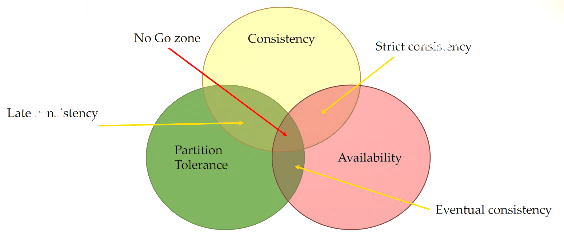 No Go zone
Consistency
Strict consistency
Late
Partition
Tolerance
Availability
Eventual consistency